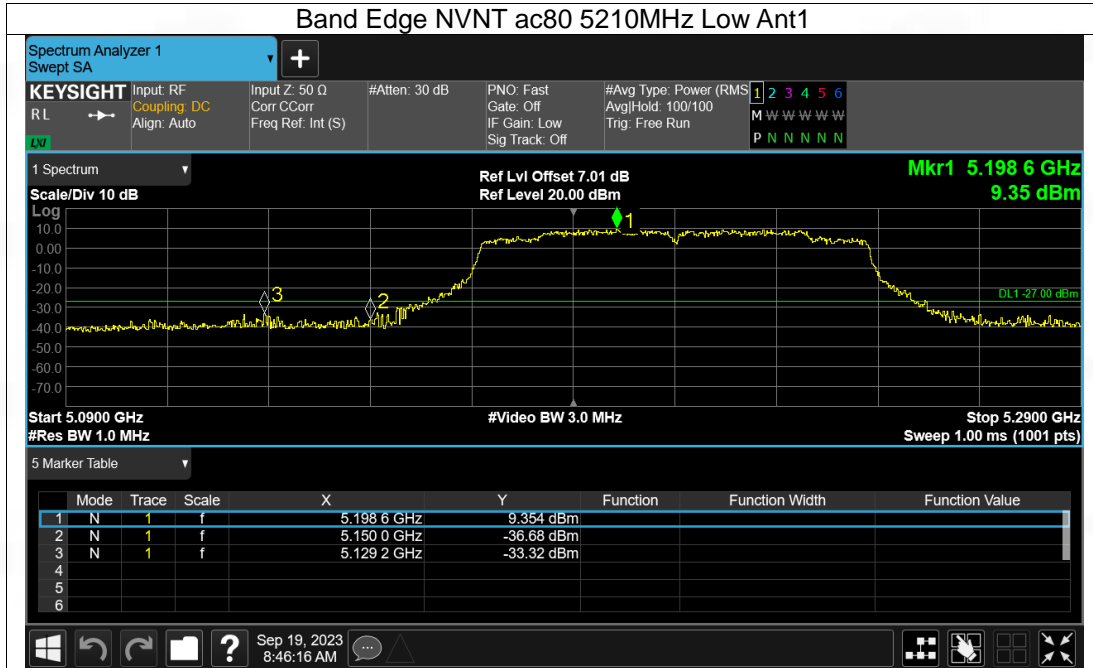 Band Edge NVNT ac80 5210MHz Low Ant1
Spectrum Analyzer 1
Swept SA
KEYSIGHT
RL
LXI
Input: RF
Coupling: DC
Align: Auto
Input Z: 50 Ω
Corr CCorr
Freq Ref: Int (S)
#Atten: 30 dB
PNO: Fast
Gate: Off
IF Gain: Low
Sig Track: Off
#Avg Type: Power (RMS
Avg|Hold: 100/100
Trig: Free Run
1 2 3 4 5 6
M W W W W W W
P N N N N N N
1 Spectrum
Scale/Div 10 dB
Ref Lvl Offset 7.01 dB
Ref Level 20.00 dBm
Mkr1 5.198 6 GHz
9.35 dBm
Log
10.0
0.00
-10.0
-20.0
-30.0
-40.0
-50.0
-60.0
-70.0
1
2
3
DL1 -27.00 dBm
Start 5.0900 GHz
#Video BW 3.0 MHz
Stop 5.2900 GHz
#Res BW 1.0 MHz
Sweep 1.00 ms (1001 pts)
5 Marker Table
Mode Trace Scale X Y Function Function Width Function Value
1 N 1 f 5.198 6 GHz 9.354 dBm
2 N 1 f 5.150 0 GHz -36.68 dBm
3 N 1 f 5.129 2 GHz -33.32 dBm
4
5
6
?
Sep 19, 2023
8:46:16 AM